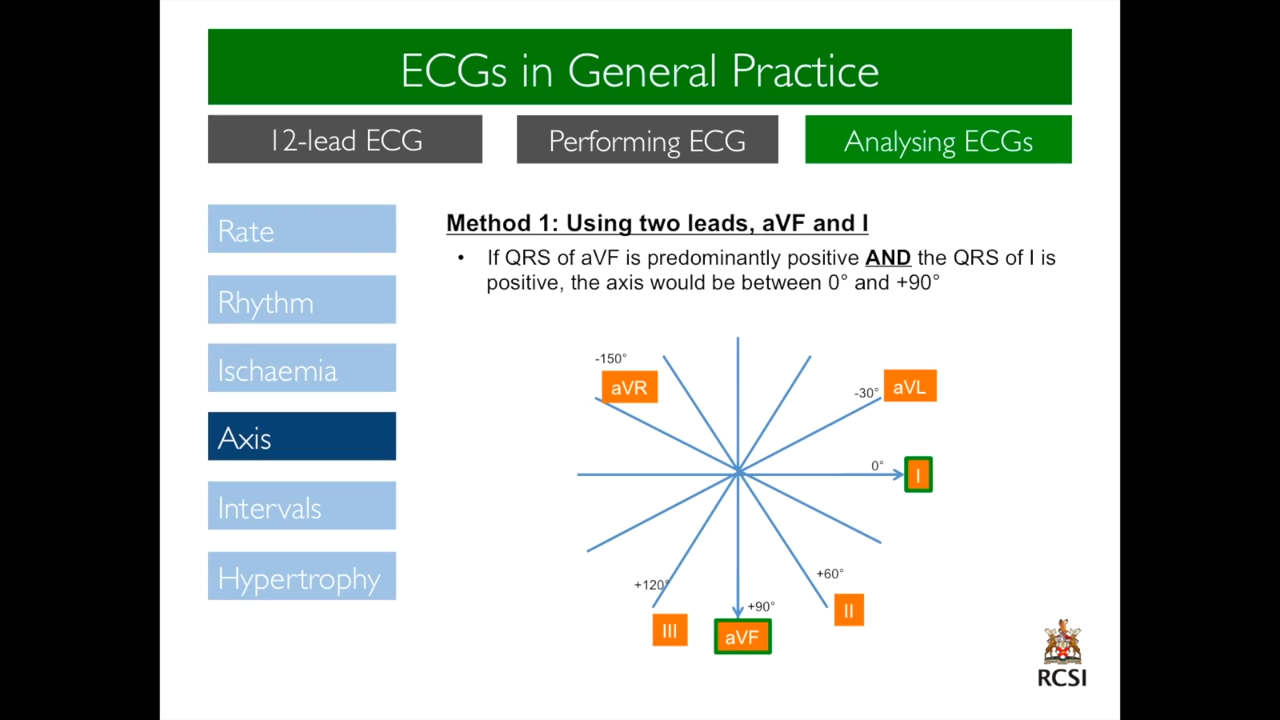 ECGs in General Practice
12-lead ECG
Performing ECG
Analysing ECGs
Rate
Rhythm
Ischaemia
Axis
Intervals
Hypertrophy
Method 1: Using two leads, aVF and I
• If QRS of aVF is predominantly positive AND the QRS of I is
positive, the axis would be between 0° and +90°
-150°
aVR
-30°
aVL
0°
I
+60°
II
+90°
aVF
+120°
III
RCSI